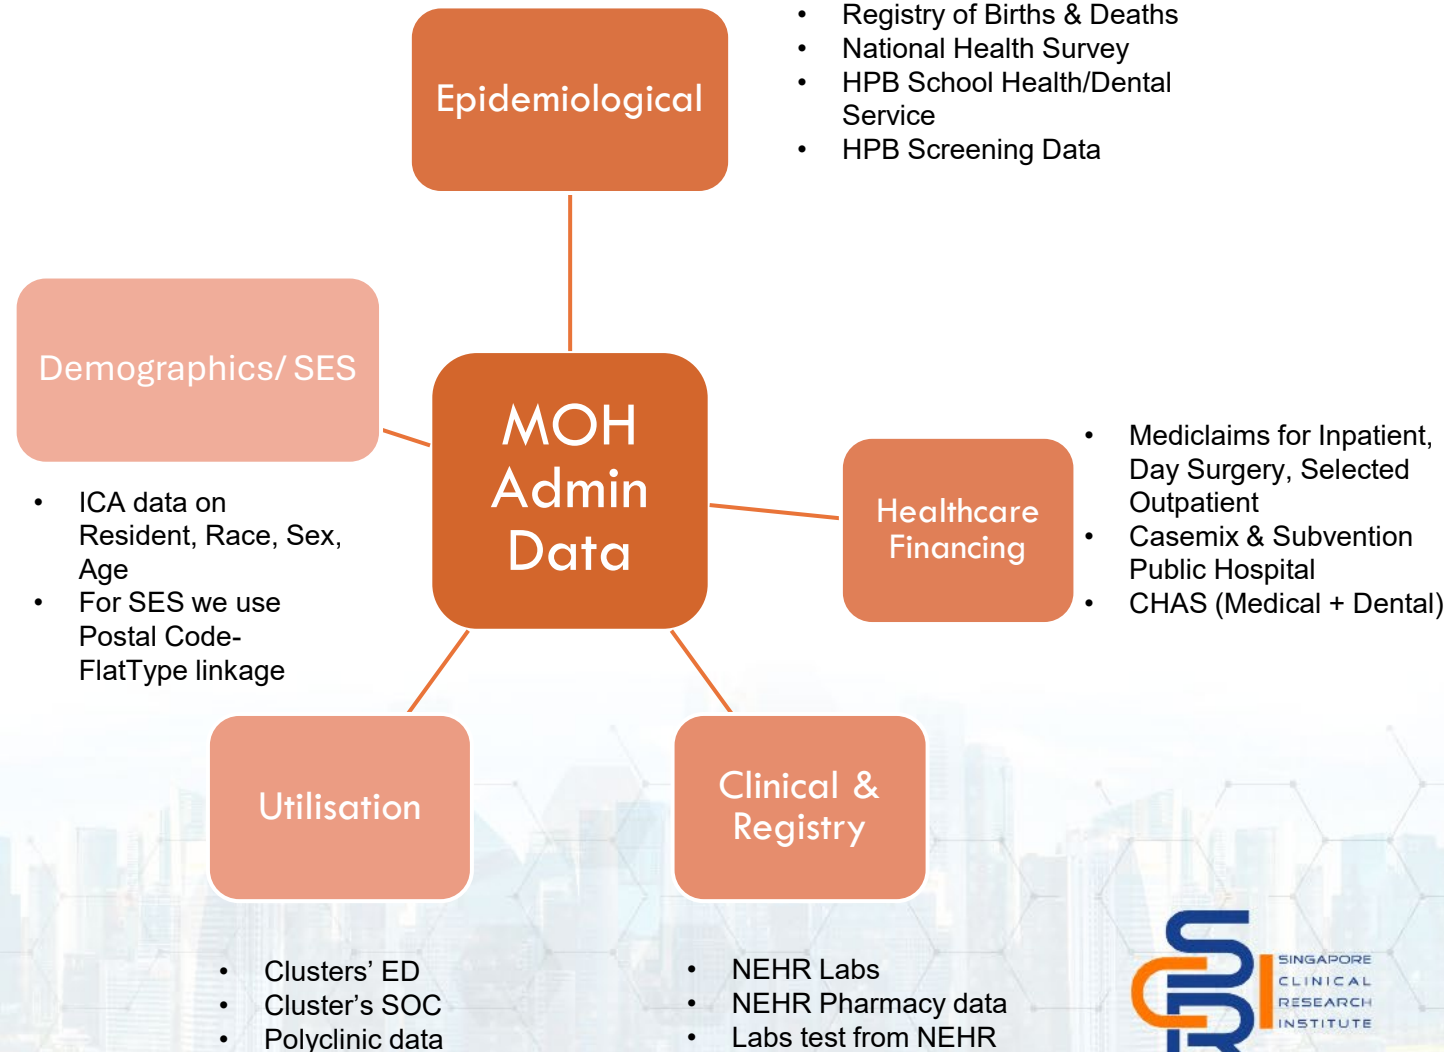 • Registry of Births & Deaths
• National Health Survey
• HPB School Health/Dental
Service
• HPB Screening Data
Epidemiological
Demographics/ SES
• ICA data on
Resident, Race, Sex,
Age
• For SES we use
Postal Code-
FlatType linkage
MOH
Admin
Data
Healthcare
Financing
• Mediclaims for Inpatient,
Day Surgery, Selected
Outpatient
• Casemix & Subvention
Public Hospital
• CHAS (Medical + Dental)
Utilisation
• Clusters’ ED
• Cluster’s SOC
• Polyclinic data
Clinical &
Registry
• NEHR Labs
• NEHR Pharmacy data
• Labs test from NEHR
SCRI
SINGAPORE
CLINICAL
RESEARCH
INSTITUTE